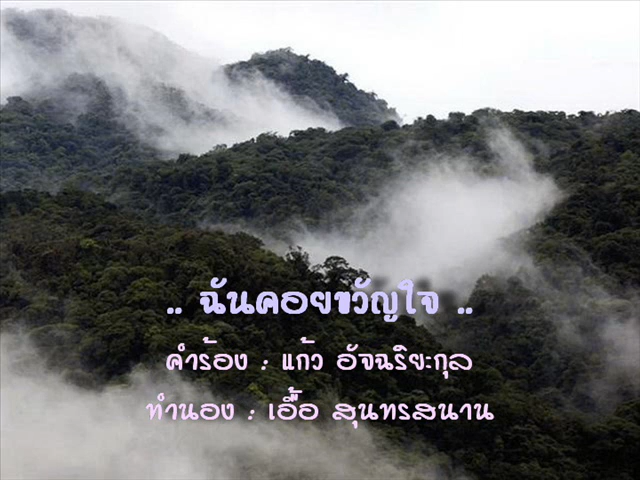 .. ฉันคอยขวัญใจ ..
คำร้อง : แก้ว อัจฉริยะกุล
ทำนอง : เอื้อ สุนทรสนาน